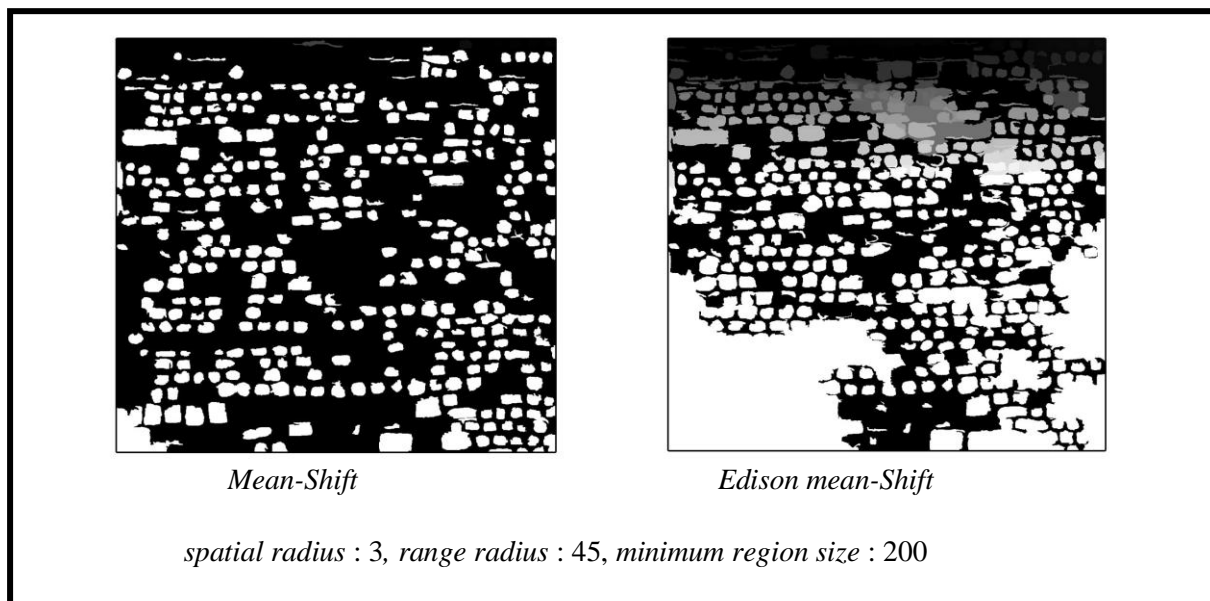 Mean-Shift
Edison mean-Shift
spatial radius : 3, range radius : 45, minimum region size : 200